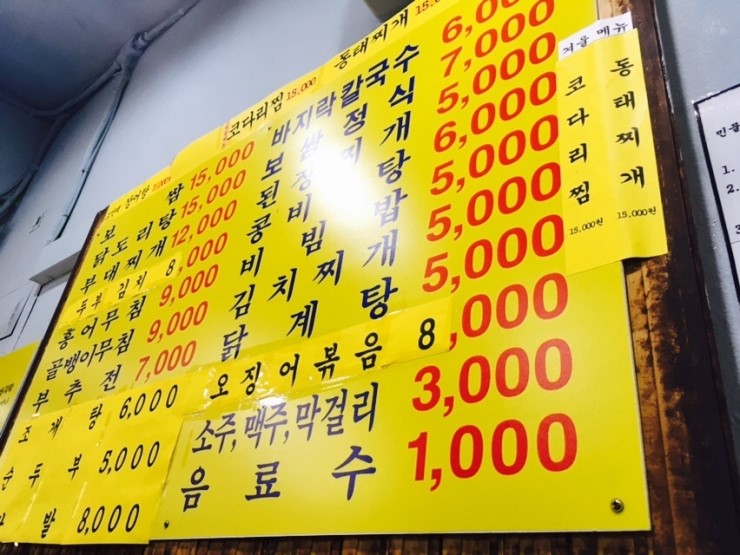 코다리찜 15,000
동태찌개
보쌈 15,000
닭도리탕 15,000
부대찌개 12,000
두부김치 8,000
홍어무침 9,000
골뱅이무침 9,000
부추전 7,000
조개탕 6,000
순두부 5,000
발 8,000
바지락칼국수 6,000
보쌈정식 7,000
된장찌개 5,000
콩비지탕 6,000
비빔밥 5,000
김치찌개 5,000
닭계탕 5,000
오징어볶음 8,000
소주,맥주,막걸리 3,000
음료수 1,000
겨울 메뉴
동태찌개 15,000원
코다리찜 15,000원
1.
2.